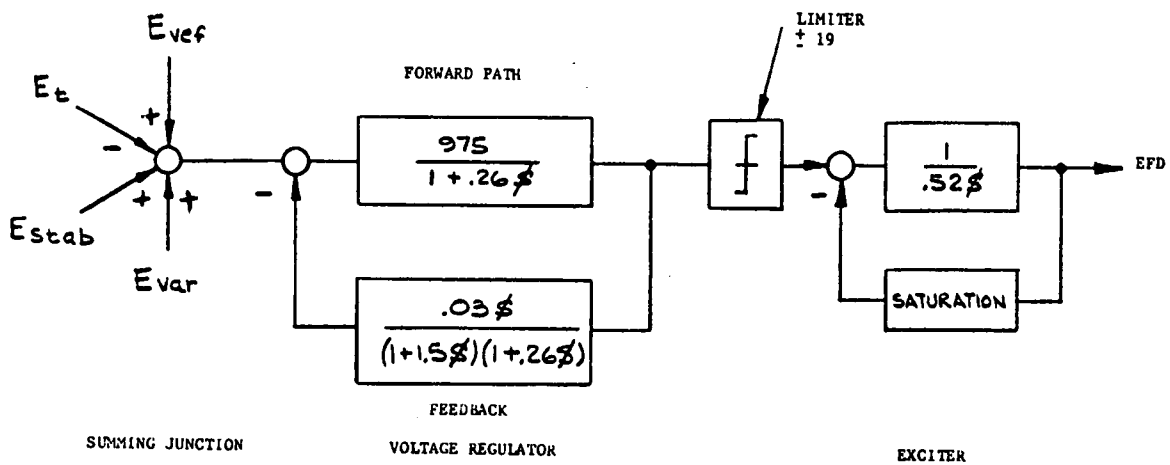 LIMITER
± 19
Evef
FORWARD PATH
Et
+
-
975
1 + .26$
1
.52$
EFD
-
-
+ +
Estab
Evar
.03$
(1+1.5$)(1+.26$)
SATURATION
FEEDBACK
SUMMING JUNCTION
VOLTAGE REGULATOR
EXCITER